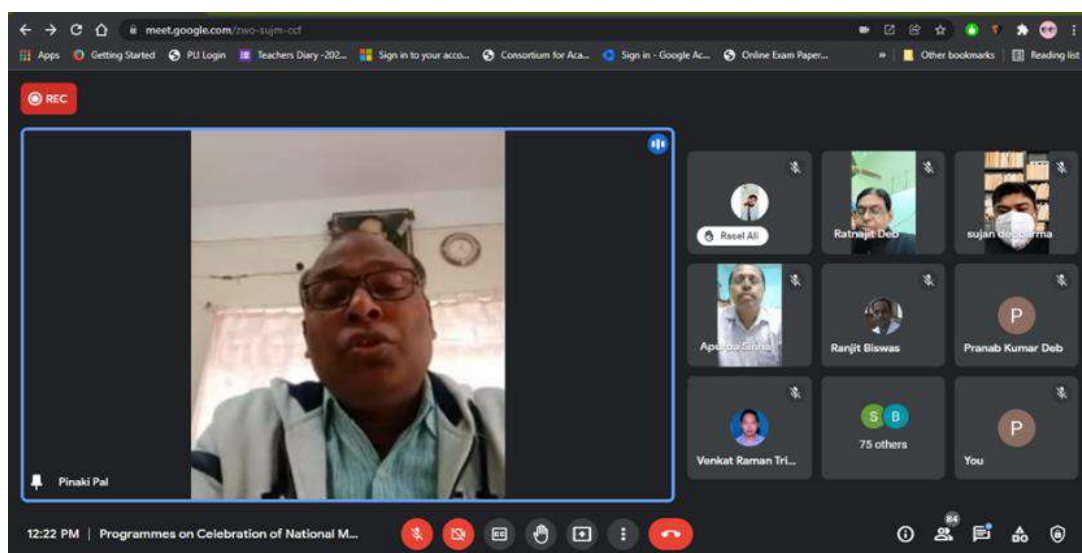 meet.google.com/zwo-sujm-ccf
Apps Getting Started PU Login Teachers Diary -202... Sign in to your acco... Consortium for Aca... Sign in - Google Ac... Online Exam Paper... » Other bookmarks Reading list
REC
Rasel Ali
Ratnajit Deb
sujan debbarma
Apurba Sinha
Ranjit Biswas
P
Pranab Kumar Deb
Venkat Raman Tri...
S B
75 others
P
You
Pinaki Pal
12:22 PM | Programmes on Celebration of National M...
CC
84